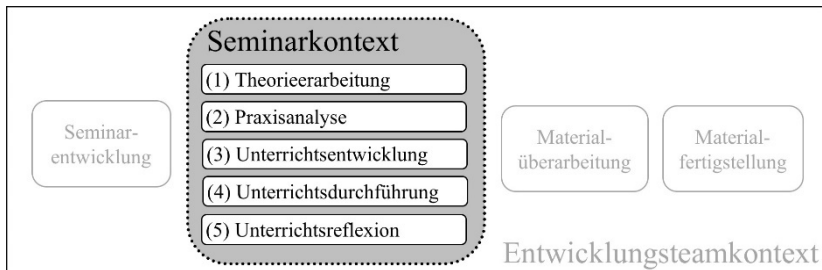 Seminarkontext
(1) Theorieerarbeitung
(2) Praxisanalyse
(3) Unterrichtsentwicklung
(4) Unterrichtsdurchführung
(5) Unterrichtsreflexion
Seminar-
entwicklung
Material-
überarbeitung
Material-
fertigstellung
Entwicklungsteamkontext